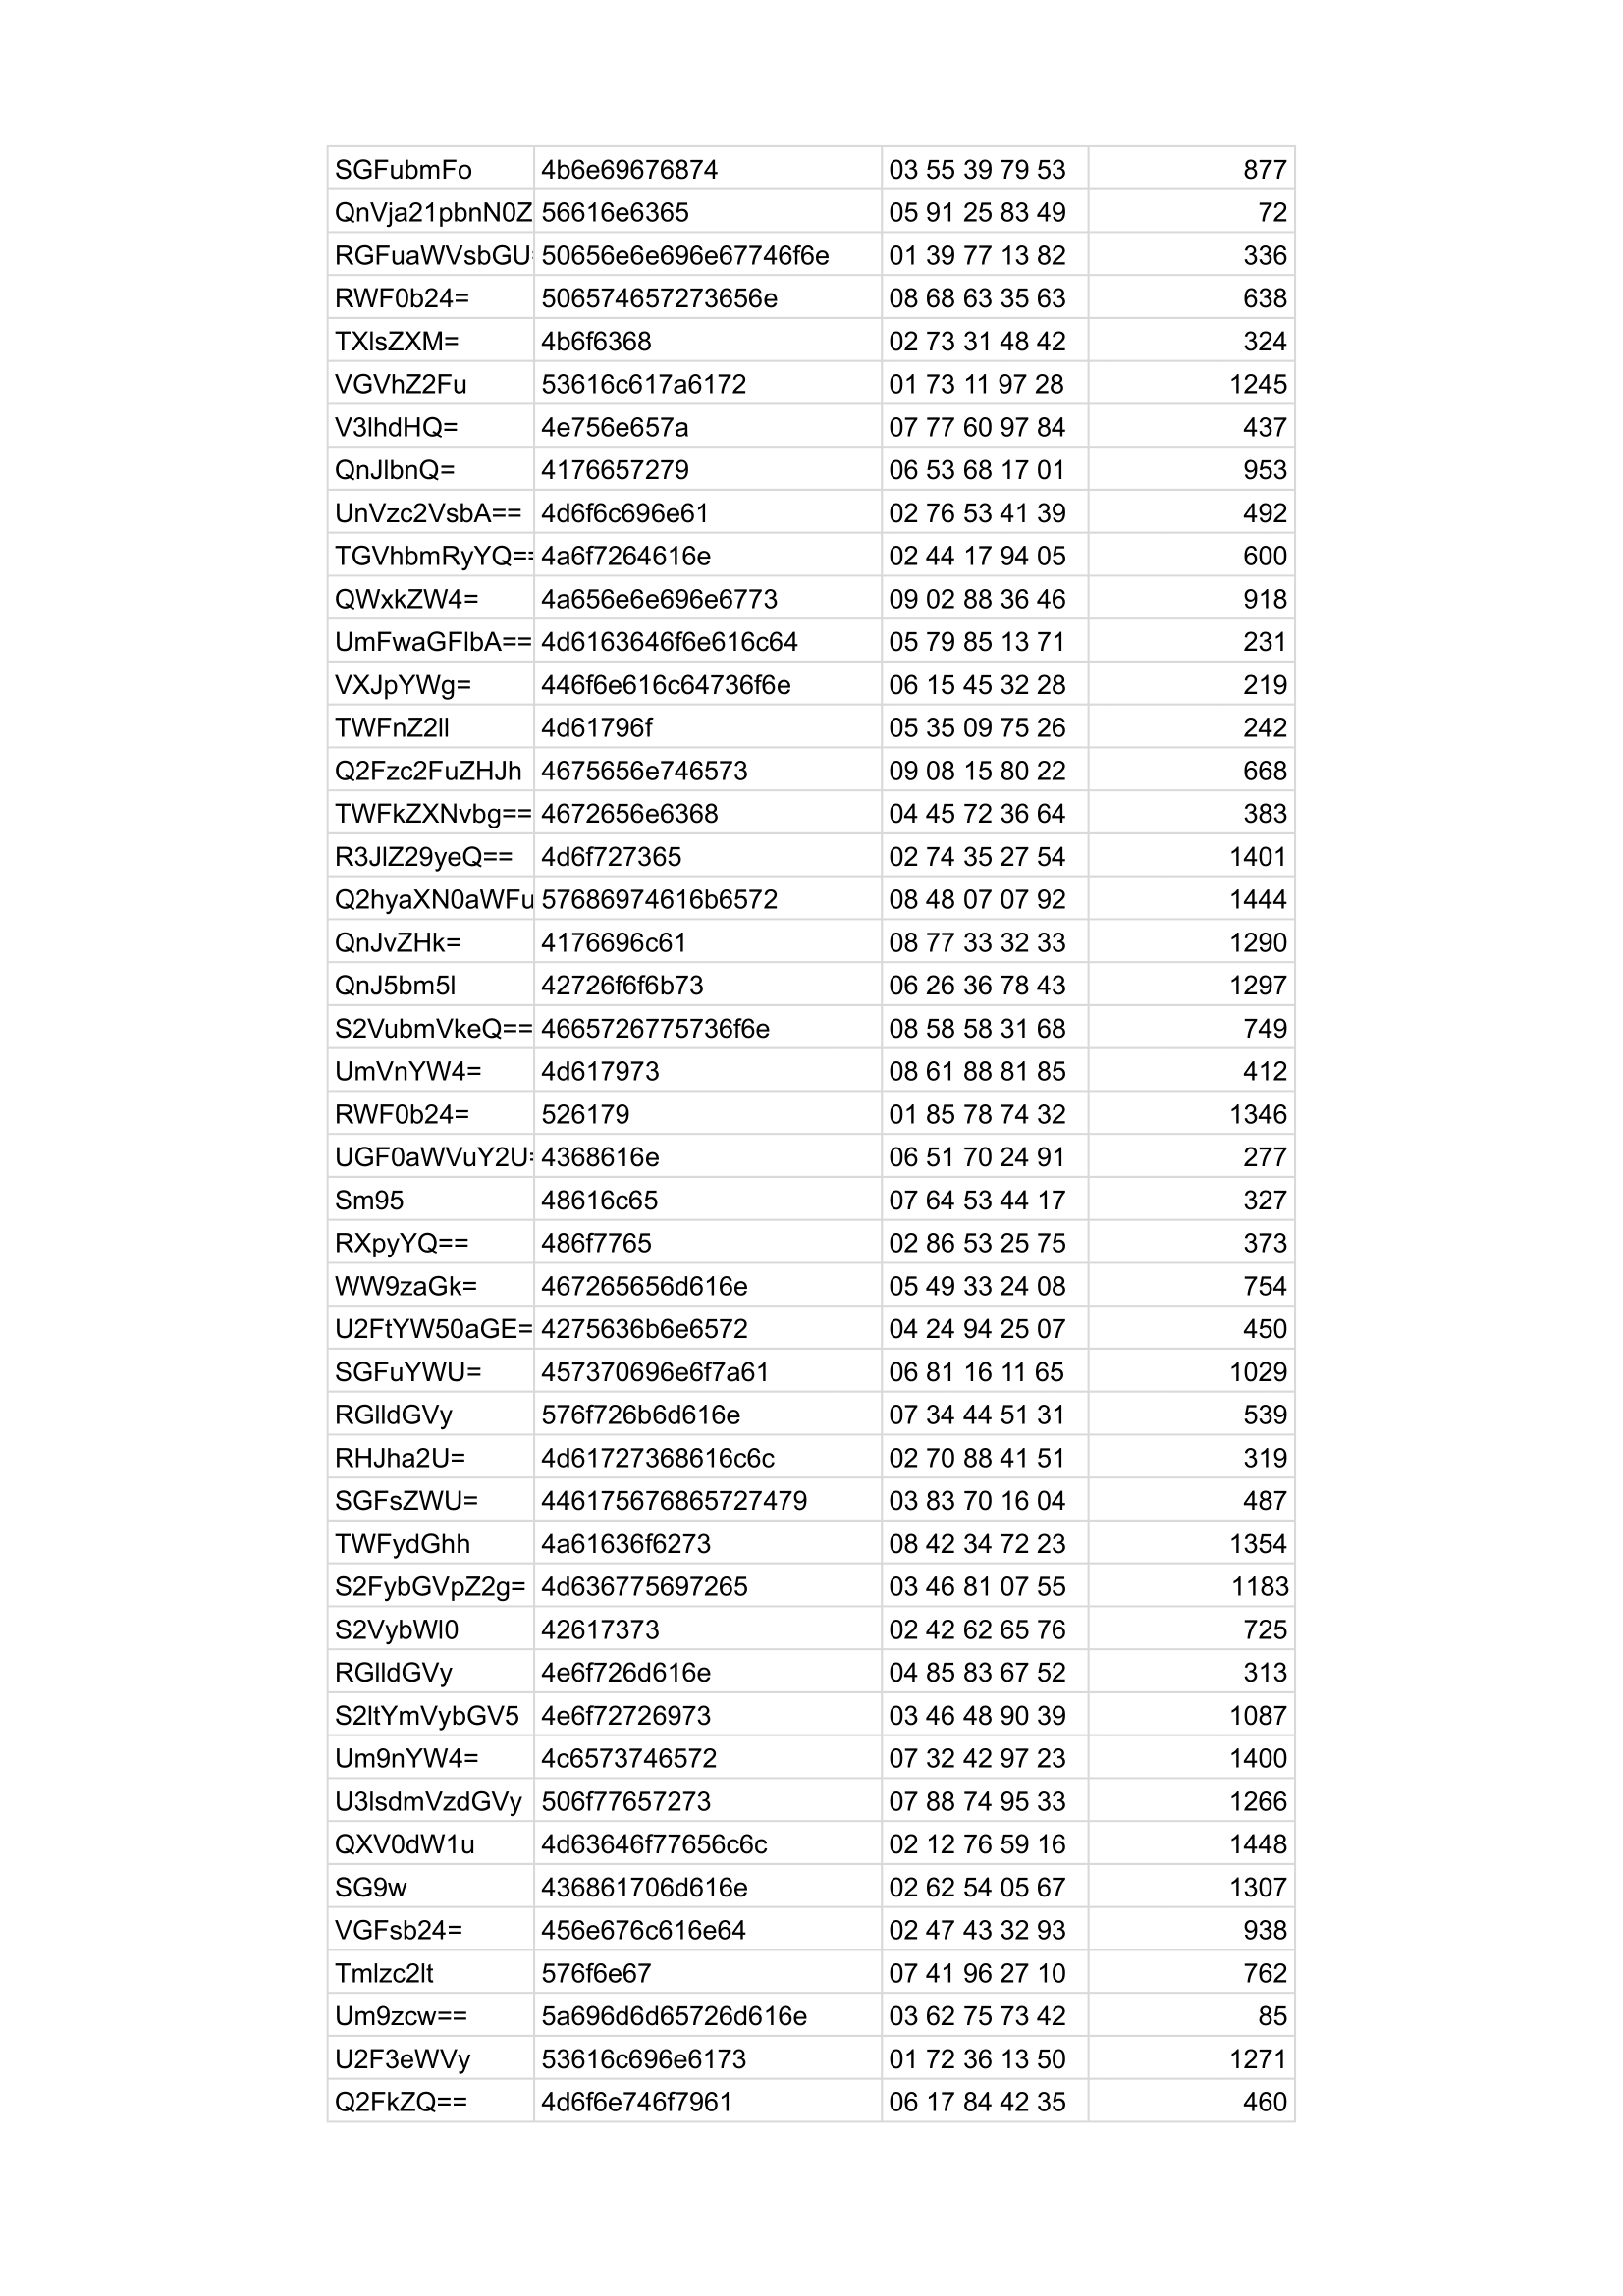 SGFubmFo 4b6e69676874 03 55 39 79 53 877
QnVja21pbnN0Z 56616e6365 05 91 25 83 49 72
RGFuaWVsbGU= 50656e6e696e67746f6e 01 39 77 13 82 336
RWF0b24= 506574657273656e 08 68 63 35 63 638
TXlsZXM= 4b6f6368 02 73 31 48 42 324
VGVhZ2Fu 53616c617a6172 01 73 11 97 28 1245
V3lhdHQ= 4e756e657a 07 77 60 97 84 437
QnJlbnQ= 4176657279 06 53 68 17 01 953
UnVzc2VsbA== 4d6f6c696e61 02 76 53 41 39 492
TGVhbmRyYQ== 4a6f7264616e 02 44 17 94 05 600
QWxkZW4= 4a656e6e696e6773 09 02 88 36 46 918
UmFwaGFlbA== 4d6163646f6e616c64 05 79 85 13 71 231
VXJpYWg= 446f6e616c64736f6e 06 15 45 32 28 219
TWFnZ2ll 4d61796f 05 35 09 75 26 242
Q2Fzc2FuZHJh 4675656e746573 09 08 15 80 22 668
TWFkZXNvbg== 4672656e6368 04 45 72 36 64 383
R3JlZ29yeQ== 4d6f727365 02 74 35 27 54 1401
Q2hyaXN0aWFu 57686974616b6572 08 48 07 07 92 1444
QnJvZHk= 4176696c61 08 77 33 32 33 1290
QnJ5bm5l 42726f6f6b73 06 26 36 78 43 1297
S2VubmVkeQ== 4665726775736f6e 08 58 58 31 68 749
UmVnYW4= 4d617973 08 61 88 81 85 412
RWF0b24= 526179 01 85 78 74 32 1346
UGF0aWVuY2U= 4368616e 06 51 70 24 91 277
Sm95 48616c65 07 64 53 44 17 327
RXpyYQ== 486f7765 02 86 53 25 75 373
WW9zaGk= 467265656d616e 05 49 33 24 08 754
U2FtYW50aGE= 4275636b6e6572 04 24 94 25 07 450
SGFuYWU= 457370696e6f7a61 06 81 16 11 65 1029
RGlldGVy 576f726b6d616e 07 34 44 51 31 539
RHJha2U= 4d61727368616c6c 02 70 88 41 51 319
SGFsZWU= 446175676865727479 03 83 70 16 04 487
TWFydGhh 4a61636f6273 08 42 34 72 23 1354
S2FybGVpZ2g= 4d636775697265 03 46 81 07 55 1183
S2VybWl0 42617373 02 42 62 65 76 725
RGlldGVy 4e6f726d616e 04 85 83 67 52 313
S2ltYmVybGV5 4e6f72726973 03 46 48 90 39 1087
Um9nYW4= 4c6573746572 07 32 42 97 23 1400
U3lsdmVzdGVy 506f77657273 07 88 74 95 33 1266
QXV0dW1u 4d63646f77656c6c 02 12 76 59 16 1448
SG9w 436861706d616e 02 62 54 05 67 1307
VGFsb24= 456e676c616e64 02 47 43 32 93 938
Tmlzc2lt 576f6e67 07 41 96 27 10 762
Um9zcw== 5a696d6d65726d616e 03 62 75 73 42 85
U2F3eWVy 53616c696e6173 01 72 36 13 50 1271
Q2FkZQ== 4d6f6e746f7961 06 17 84 42 35 460